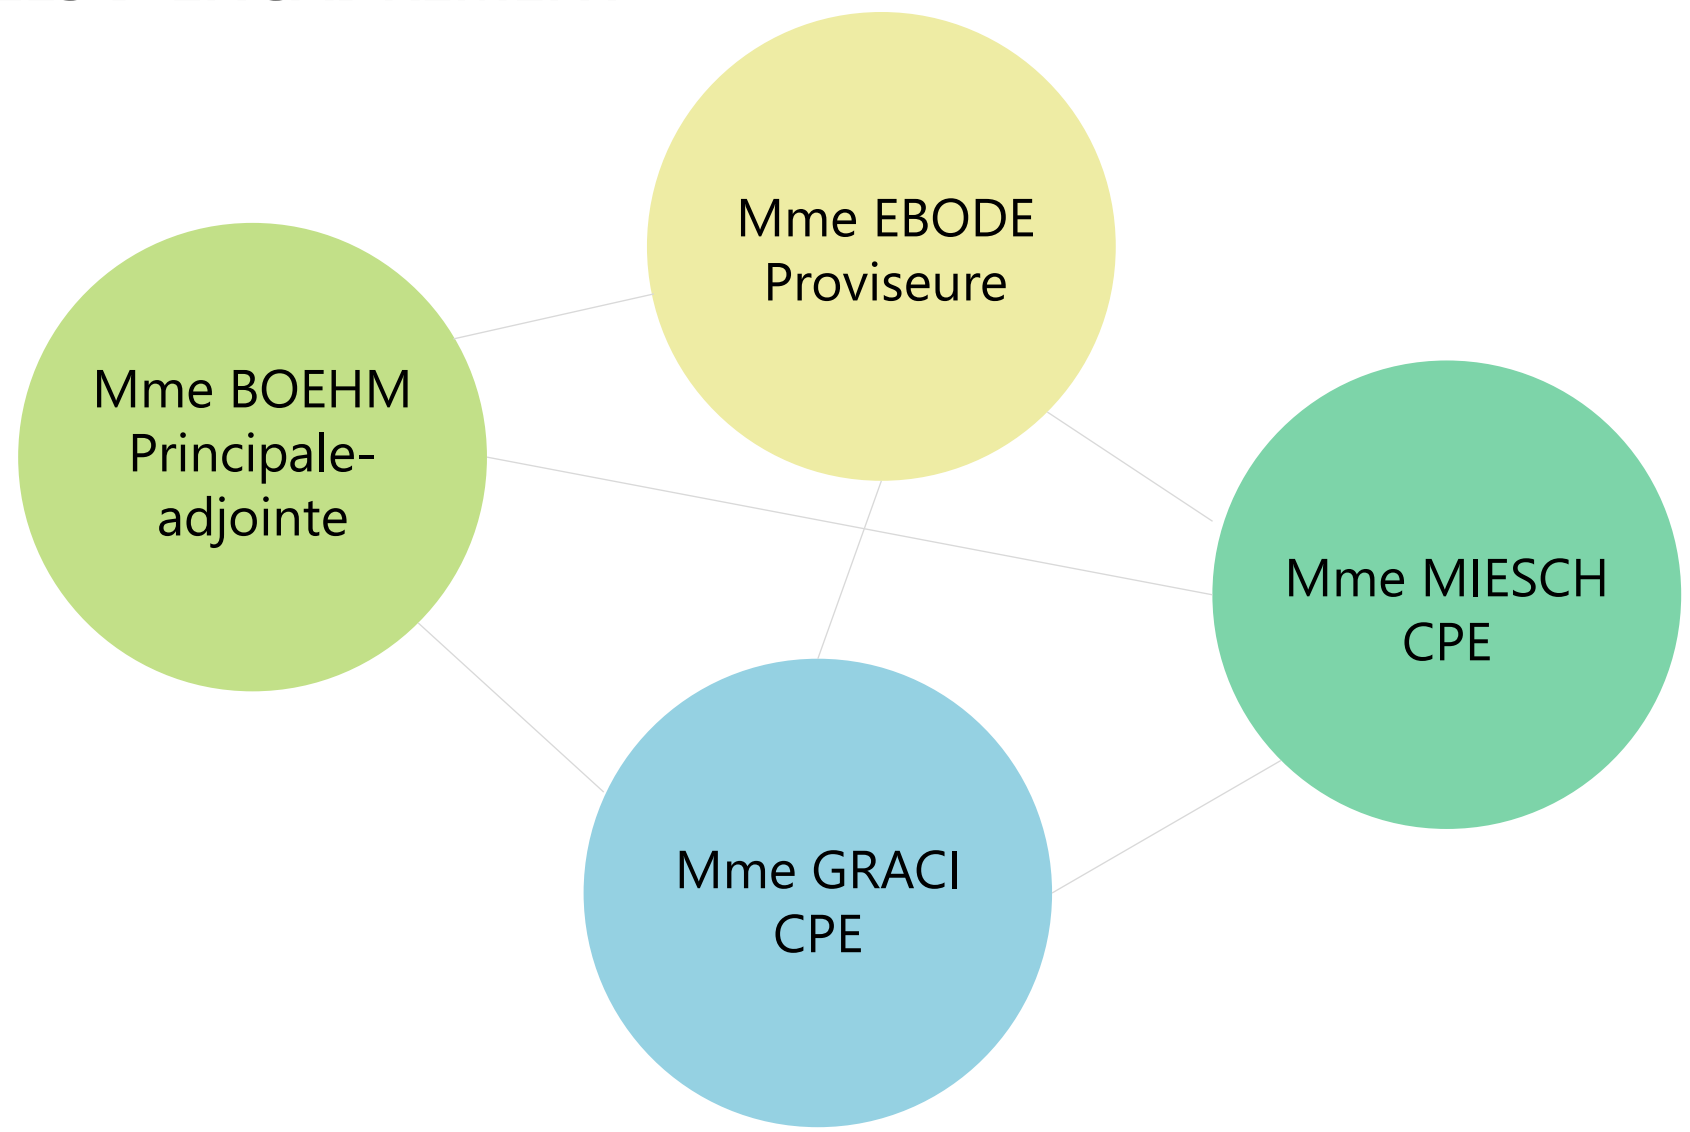 Mme EBODE
Proviseure
Mme BOEHM
Principale-
adjointe
Mme MIESCH
CPE
Mme GRACI
CPE